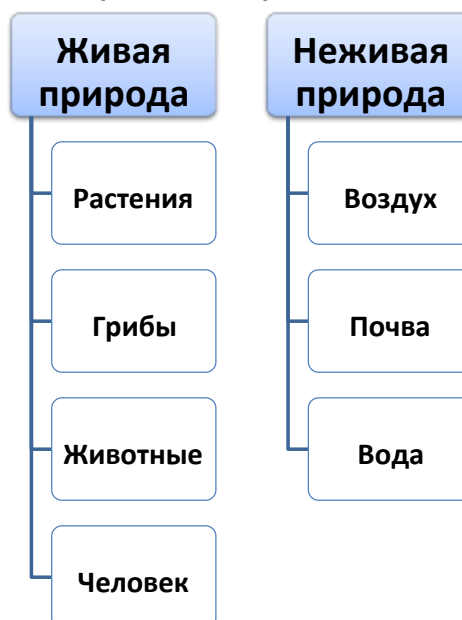 Живая
природа
Растения
Грибы
Животные
Человек
Неживая
природа
Воздух
Почва
Вода